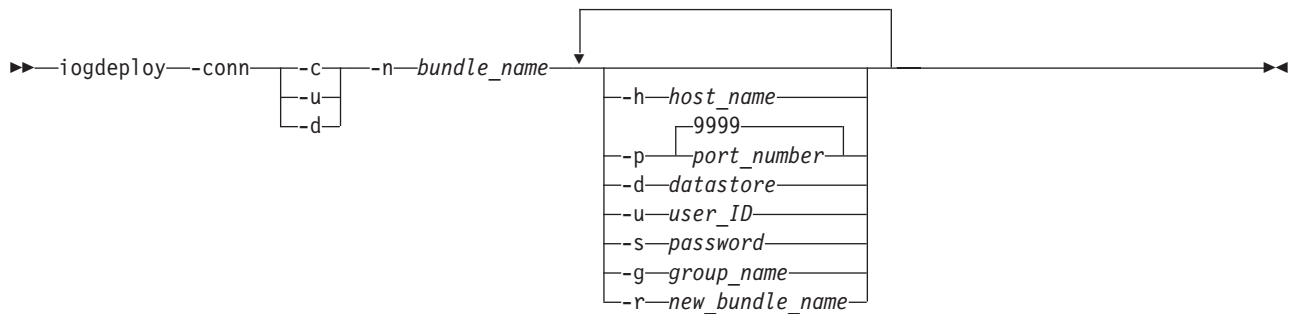 iogdeploy -conn -c -n bundle_name
-u
-d
-h host_name
9999
-p port_number
-d datastore
-u user_ID
-s password
-g group_name
-r new_bundle_name